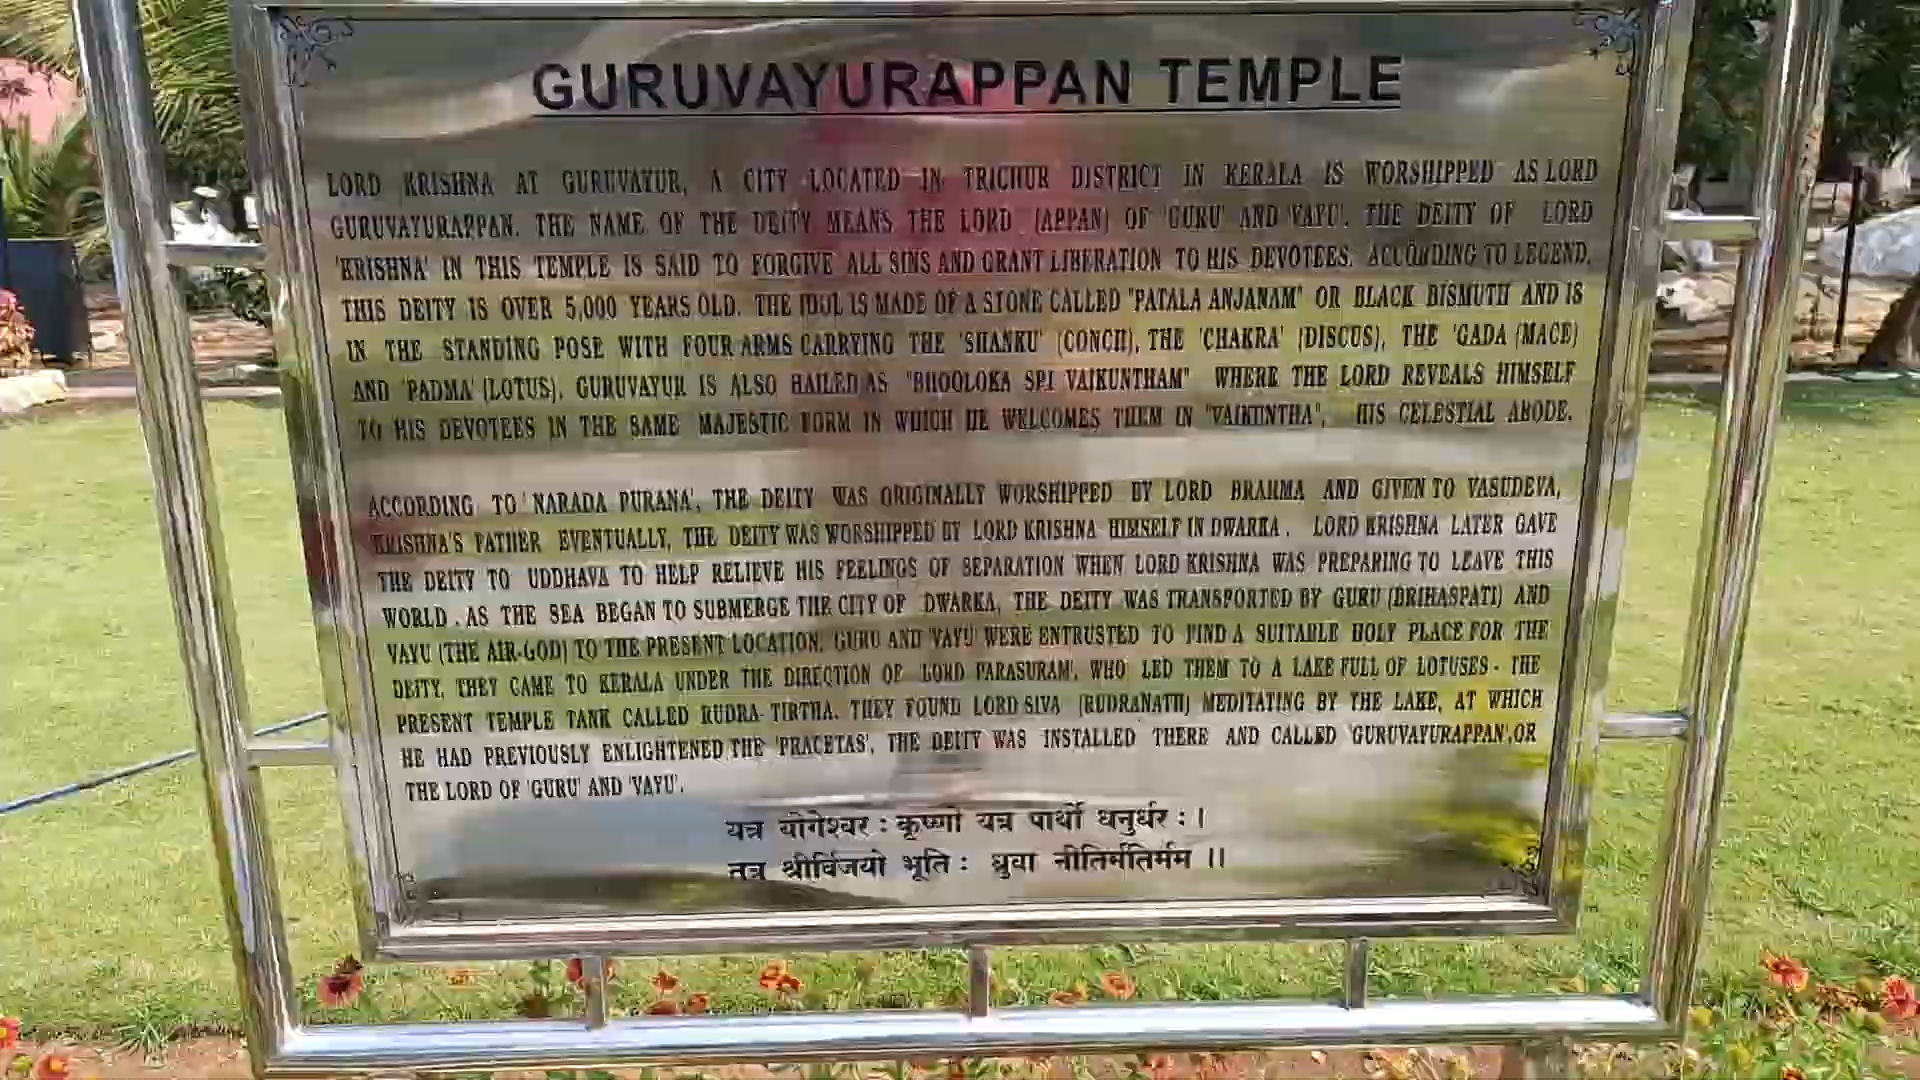 GURUVAYURAPPAN TEMPLE
LORD KRISHNA AT GURUVAYUR, A CITY LOCATED IN TRICHUR DISTRICT IN KERALA IS WORSHIPPED AS LORD
GURUVAYURAPPAN. THE NAME OF THE DEITY MEANS THE LORD (APPAN) OF 'GURU' AND 'VAYU'. THE DEITY OF LORD
'KRISHNA' IN THIS TEMPLE IS SAID TO FORGIVE ALL SINS AND GRANT LIBERATION TO HIS DEVOTEES. ACCORDING TO LEGEND,
THIS DEITY IS OVER 5,000 YEARS OLD. THE IDOL IS MADE OF A STONE CALLED "PATALA ANJANAM" OR BLACK BISMUTH AND IS
IN THE STANDING POSE WITH FOUR ARMS CARRYING THE 'SHANKU' (CONCH), THE 'CHAKRA' (DISCUS), THE 'GADA (MACE)
AND 'PADMA' (LOTUS), GURUVAYUR IS ALSO HAILED AS "BHOOLOKA SRI VAIKUNTHAM" WHERE THE LORD REVEALS HIMSELF
TO HIS DEVOTEES IN THE SAME MAJESTIC FORM IN WHICH HE WELCOMES THEM IN "VAIKUNTHA", HIS CELESTIAL ABODE.
ACCORDING TO 'NARADA PURANA', THE DEITY WAS ORIGINALLY WORSHIPPED BY LORD BRAHMA AND GIVEN TO VASUDEVA,
KRISHNA'S FATHER EVENTUALLY, THE DEITY WAS WORSHIPPED BY LORD KRISHNA HIMSELF IN DWARKA. LORD KRISHNA LATER GAVE
THE DEITY TO UDDHAVA TO HELP RELIEVE HIS FEELINGS OF SEPARATION WHEN LORD KRISHNA WAS PREPARING TO LEAVE THIS
WORLD. AS THE SEA BEGAN TO SUBMERGE THE CITY OF DWARKA, THE DEITY WAS TRANSPORTED BY GURU (BRIHASPATI) AND
VAYU (THE AIR-GOD) TO THE PRESENT LOCATION. GURU AND VAYU WERE ENTRUSTED TO FIND A SUITABLE HOLY PLACE FOR THE
DEITY. THEY CAME TO KERALA UNDER THE DIRECTION OF 'LORD PARASURAM', WHO LED THEM TO A LAKE FULL OF LOTUSES - THE
PRESENT TEMPLE TANK CALLED RUDRA-TIRTHA. THEY FOUND LORD SIVA (RUDRANATH) MEDITATING BY THE LAKE, AT WHICH
HE HAD PREVIOUSLY ENLIGHTENED THE 'PRACETAS', THE DEITY WAS INSTALLED THERE AND CALLED 'GURUVAYURAPPAN', OR
THE LORD OF 'GURU' AND 'VAYU'.
यत्र योगेश्वर : कृष्णो यत्र पार्थो धनुर्धर : ।
तत्र श्रीर्विजयो भूति : ध्रुवा नीतिर्मतिर्मम ।।